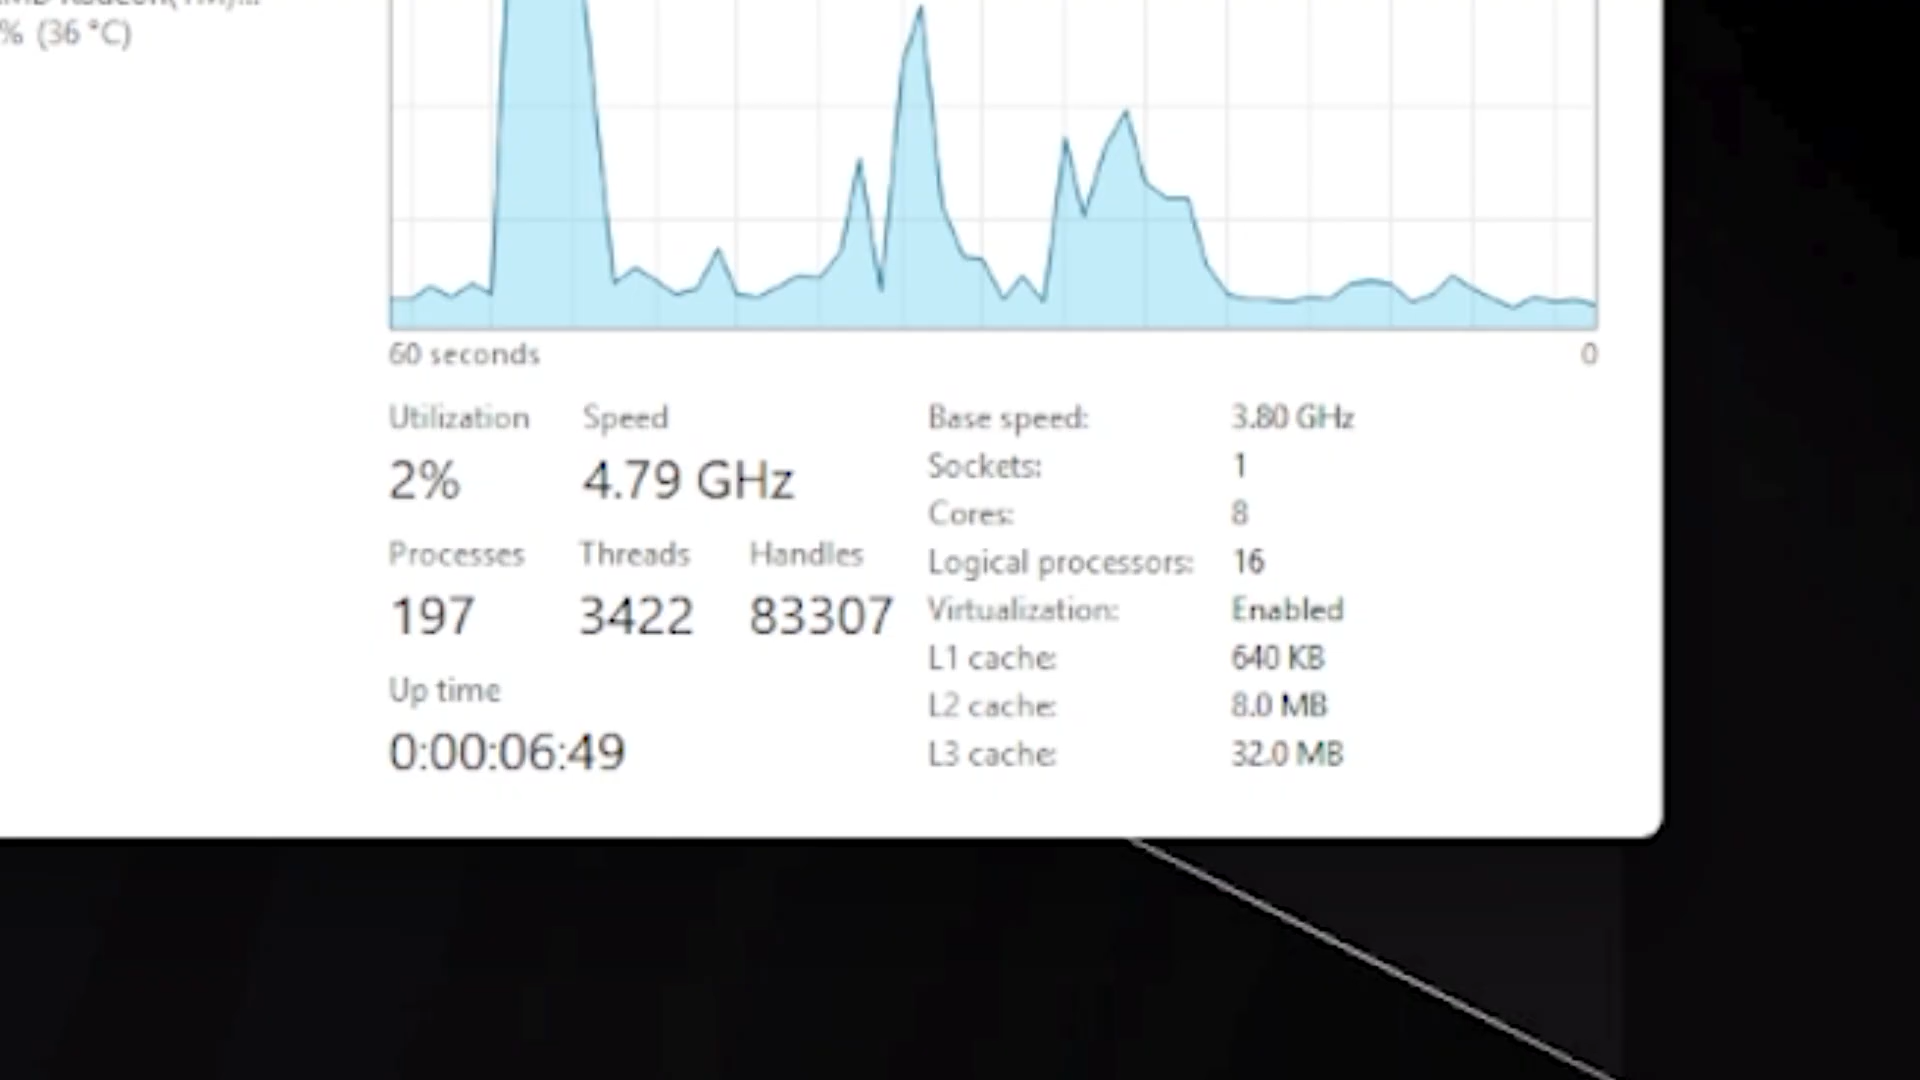 % (36 °C)
60 seconds 0
Utilization Speed
2% 4.79 GHz
Processes Threads Handles
197 3422 83307
Up time
0:00:06:49
Base speed: 3.80 GHz
Sockets: 1
Cores: 8
Logical processors: 16
Virtualization: Enabled
L1 cache: 640 KB
L2 cache: 8.0 MB
L3 cache: 32.0 MB